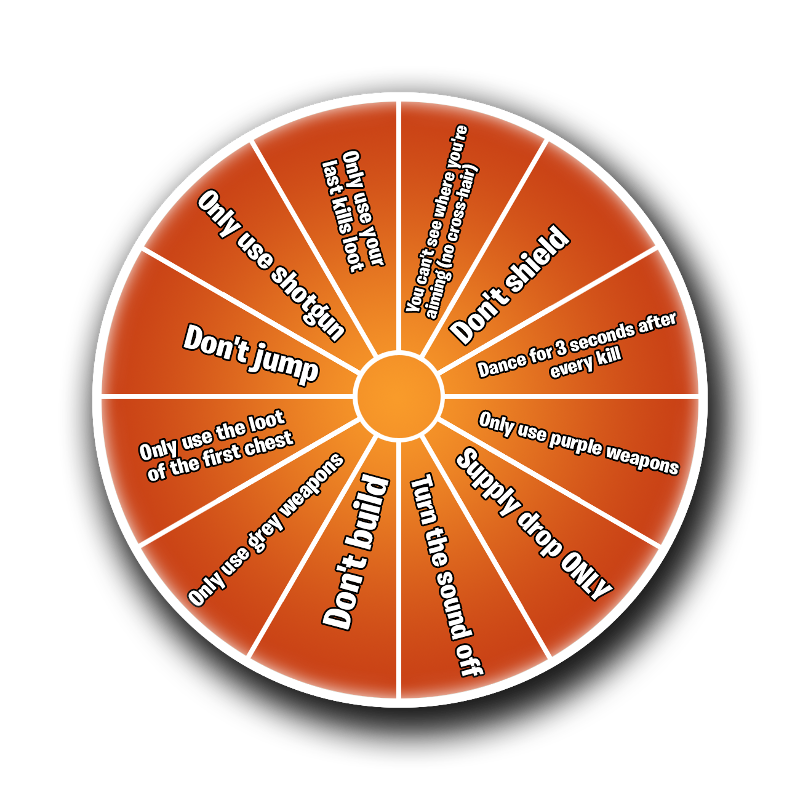 You can't see where you're
aiming (no cross-hair)
Don't shield
Dance for 3 seconds after
every kill
Only use purple weapons
Supply drop ONLY
Turn the sound off
Don't build
Only use grey weapons
Only use the loot
of the first chest
Don't jump
Only use shotgun
Only use your
last kills loot